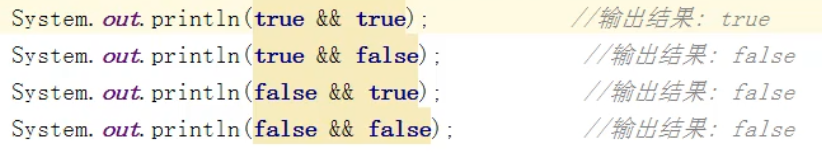 System.out.println(true && true); //输出结果: true
System.out.println(true && false); //输出结果: false
System.out.println(false && true); //输出结果: false
System.out.println(false && false); //输出结果: false